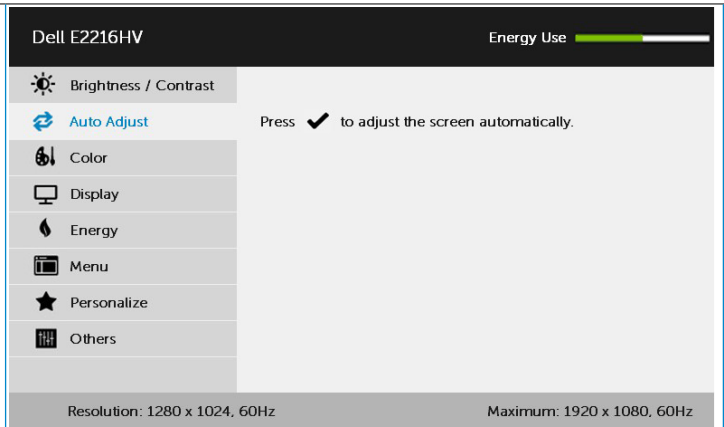 Dell E2216HV
Energy Use
Brightness / Contrast
Auto Adjust
Press ✔ to adjust the screen automatically.
Color
Display
Energy
Menu
Personalize
Others
Resolution: 1280 x 1024, 60Hz
Maximum: 1920 x 1080, 60Hz